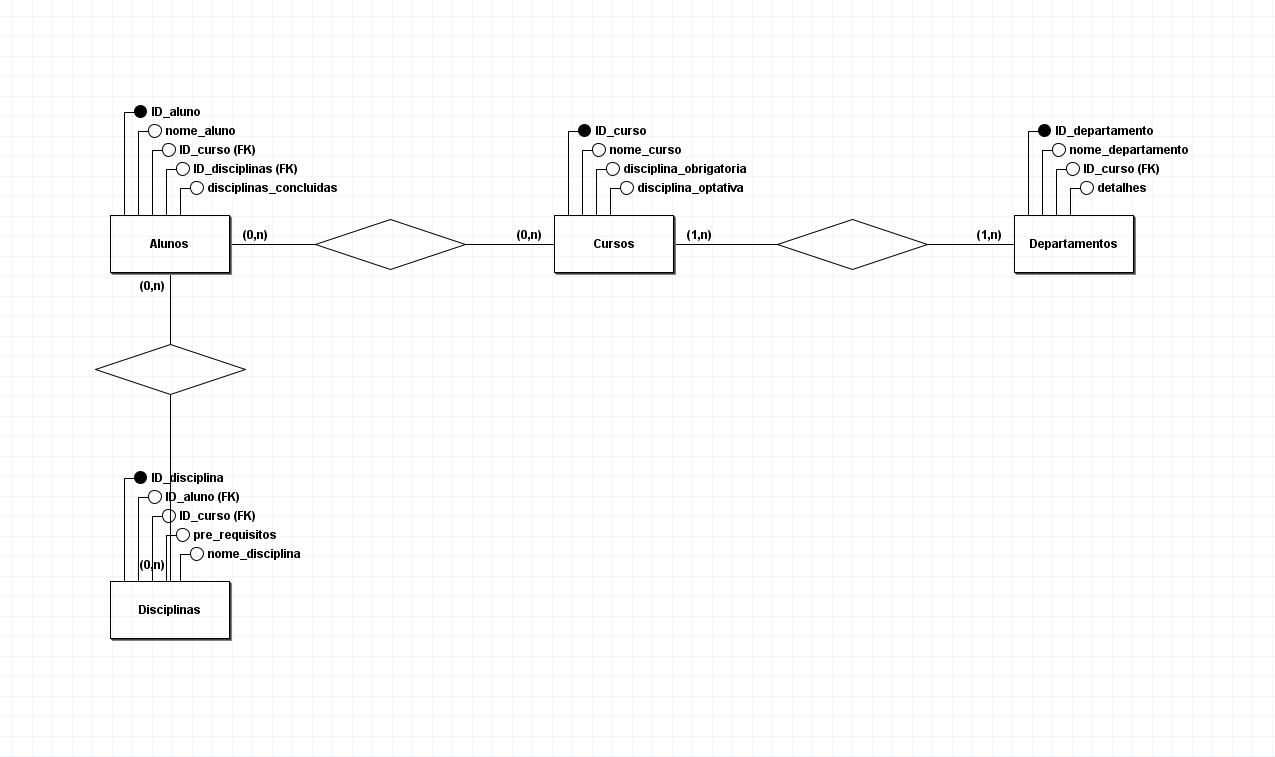 ID_aluno
nome_aluno
ID_curso (FK)
ID_disciplinas (FK)
disciplinas_concluidas
Alunos
(0,n)
(0,n)
(0,n)
ID_curso
nome_curso
disciplina_obrigatoria
disciplina_optativa
Cursos
(1,n)
(1,n)
ID_departamento
nome_departamento
ID_curso (FK)
detalhes
Departamentos
ID_disciplina
ID_aluno (FK)
ID_curso (FK)
pre_requisitos
nome_disciplina
(0,n)
Disciplinas